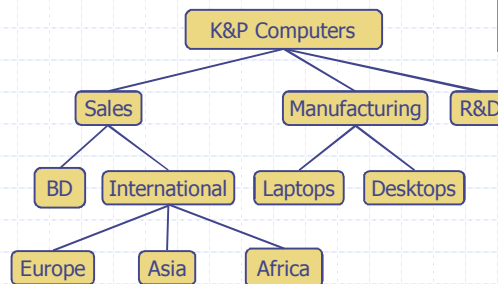 K&P Computers
Sales
Manufacturing
R&D
BD
International
Laptops
Desktops
Europe
Asia
Africa